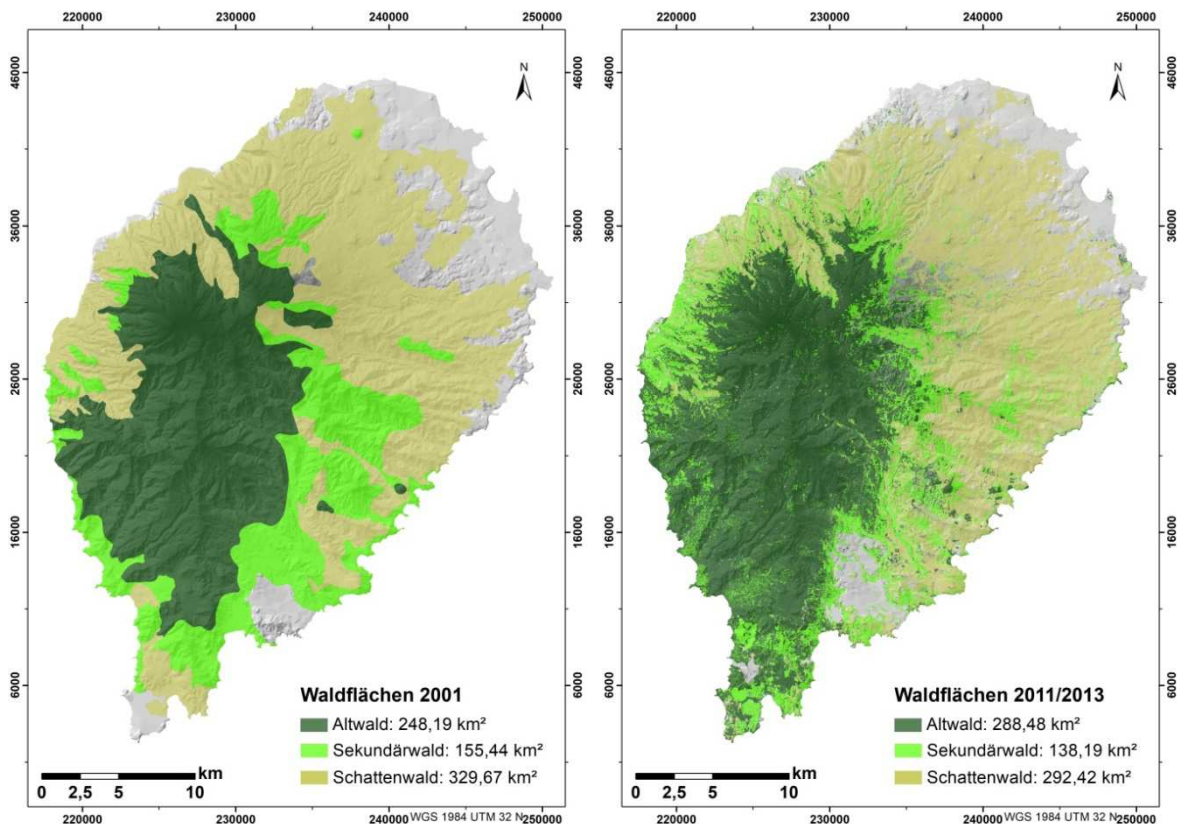 220000 230000 240000 250000
46000
36000
26000
16000
6000
46000
36000
26000
16000
6000
N
Waldflächen 2001
Altwald: 248,19 km²
Sekundärwald: 155,44 km²
Schattenwald: 329,67 km²
km
0 2,5 5 10
WGS 1984 UTM 32 N
220000 230000 240000 250000
220000 230000 240000 250000
46000
36000
26000
16000
6000
46000
36000
26000
16000
6000
N
Waldflächen 2011/2013
Altwald: 288,48 km²
Sekundärwald: 138,19 km²
Schattenwald: 292,42 km²
km
0 2,5 5 10
WGS 1984 UTM 32 N
220000 230000 240000 250000